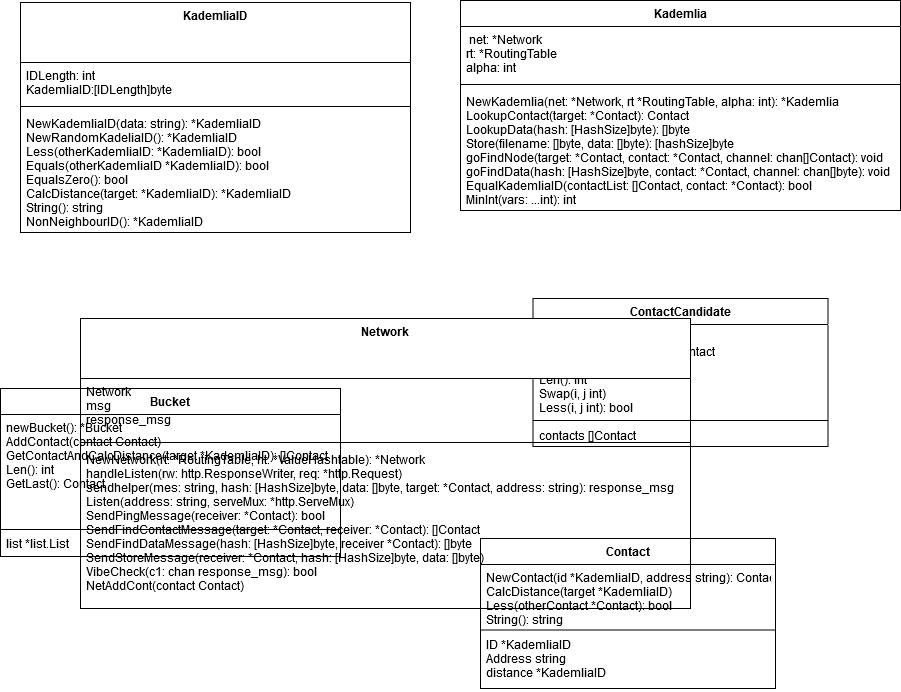 KademliaID
IDLength: int
KademliaID:[IDLength]byte
NewKademliaID(data: string): *KademliaID
NewRandomKadeliaID(): *KademliaID
Less(otherKademliaID: *KademliaID): bool
Equals(otherKademliaID *KademliaID): bool
EqualsZero(): bool
CalcDistance(target: *KademliaID): *KademliaID
String(): string
NonNeighbourID(): *KademliaID
Kademlia
net: *Network
rt: *RoutingTable
alpha: int
NewKademlia(net: *Network, rt *RoutingTable, alpha: int): *Kademlia
LookupContact(target: *Contact): Contact
LookupData(hash: [HashSize]byte): []byte
Store(filename: []byte, data: []byte): [hashSize]byte
goFindNode(target: *Contact, contact: *Contact, channel: chan[]Contact): void
goFindData(hash: [HashSize]byte, contact: *Contact, channel: chan[]byte): void
EqualKademliaID(contactList: []Contact, contact: *Contact): bool
MinInt(vars: ...int): int
ContactCandidate
ntact
Len(): int
Swap(i, j int)
Less(i, j int): bool
contacts []Contact
Network
Network
msg
response_msg
NewNetwork(rt: *RoutingTable, ht: *ValueHashtable): *Network
handleListen(rw: http.ResponseWriter, req: *http.Request)
sendhelper(mes: string, hash: [HashSize]byte, data: []byte, target: *Contact, address: string): response_msg
Listen(address: string, serveMux: *http.ServeMux)
SendPingMessage(receiver: *Contact): bool
SendFindContactMessage(target: *Contact, receiver: *Contact): []Contact
SendFindDataMessage(hash: [HashSize]byte, receiver *Contact): []byte
SendStoreMessage(receiver: *Contact, hash: [HashSize]byte, data: []byte)
VibeCheck(c1: chan response_msg): bool
NetAddCont(contact Contact)
Bucket
newBucket(): *Bucket
AddContact(contact Contact)
GetContactAndCalcDistance(target *KademliaID): []Contact
Len(): int
GetLast(): Contact
list *list.List
Contact
NewContact(id *KademliaID, address string): Contac
CalcDistance(target *KademliaID)
Less(otherContact *Contact): bool
String(): string
ID *KademliaID
Address string
distance *KademliaID